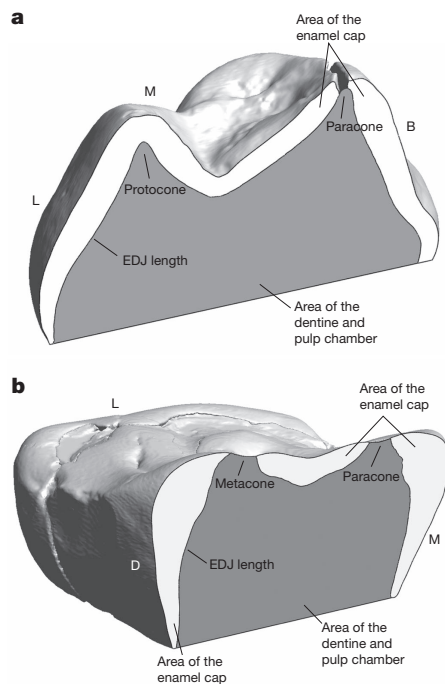 a
Area of the
enamel cap
M
Paracone
B
Protocone
L
EDJ length
Area of the
dentine and
pulp chamber
b
Area of the
enamel cap
L
Metacone
Paracone
M
D
EDJ length
Area of the
enamel cap
Area of the
dentine and
pulp chamber